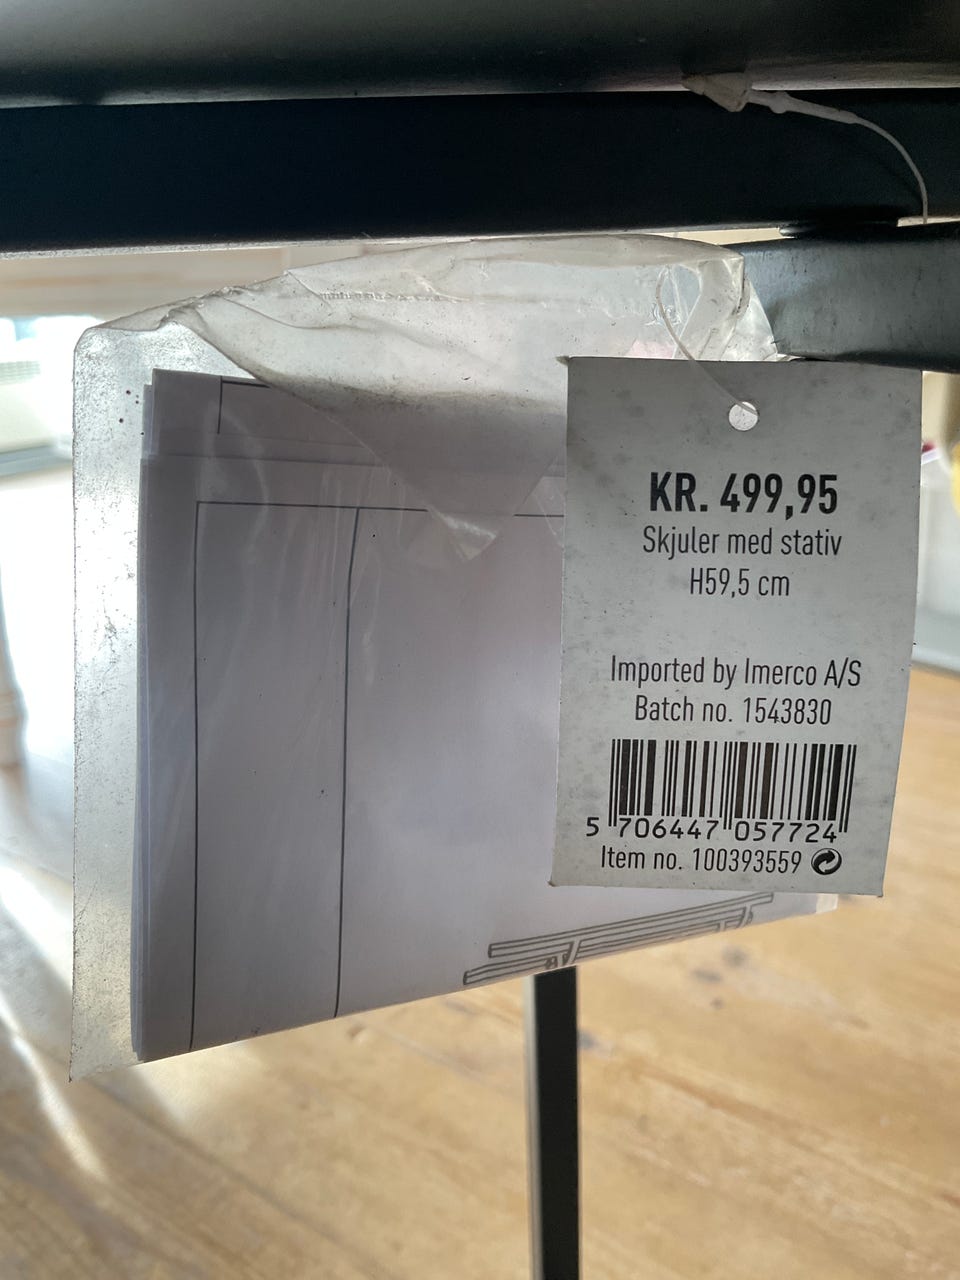 KR. 499,95
Skjuler med stativ
H59,5 cm
Imported by Imerco A/S
Batch no. 1543830
5 706447 057724
Item no. 100393559